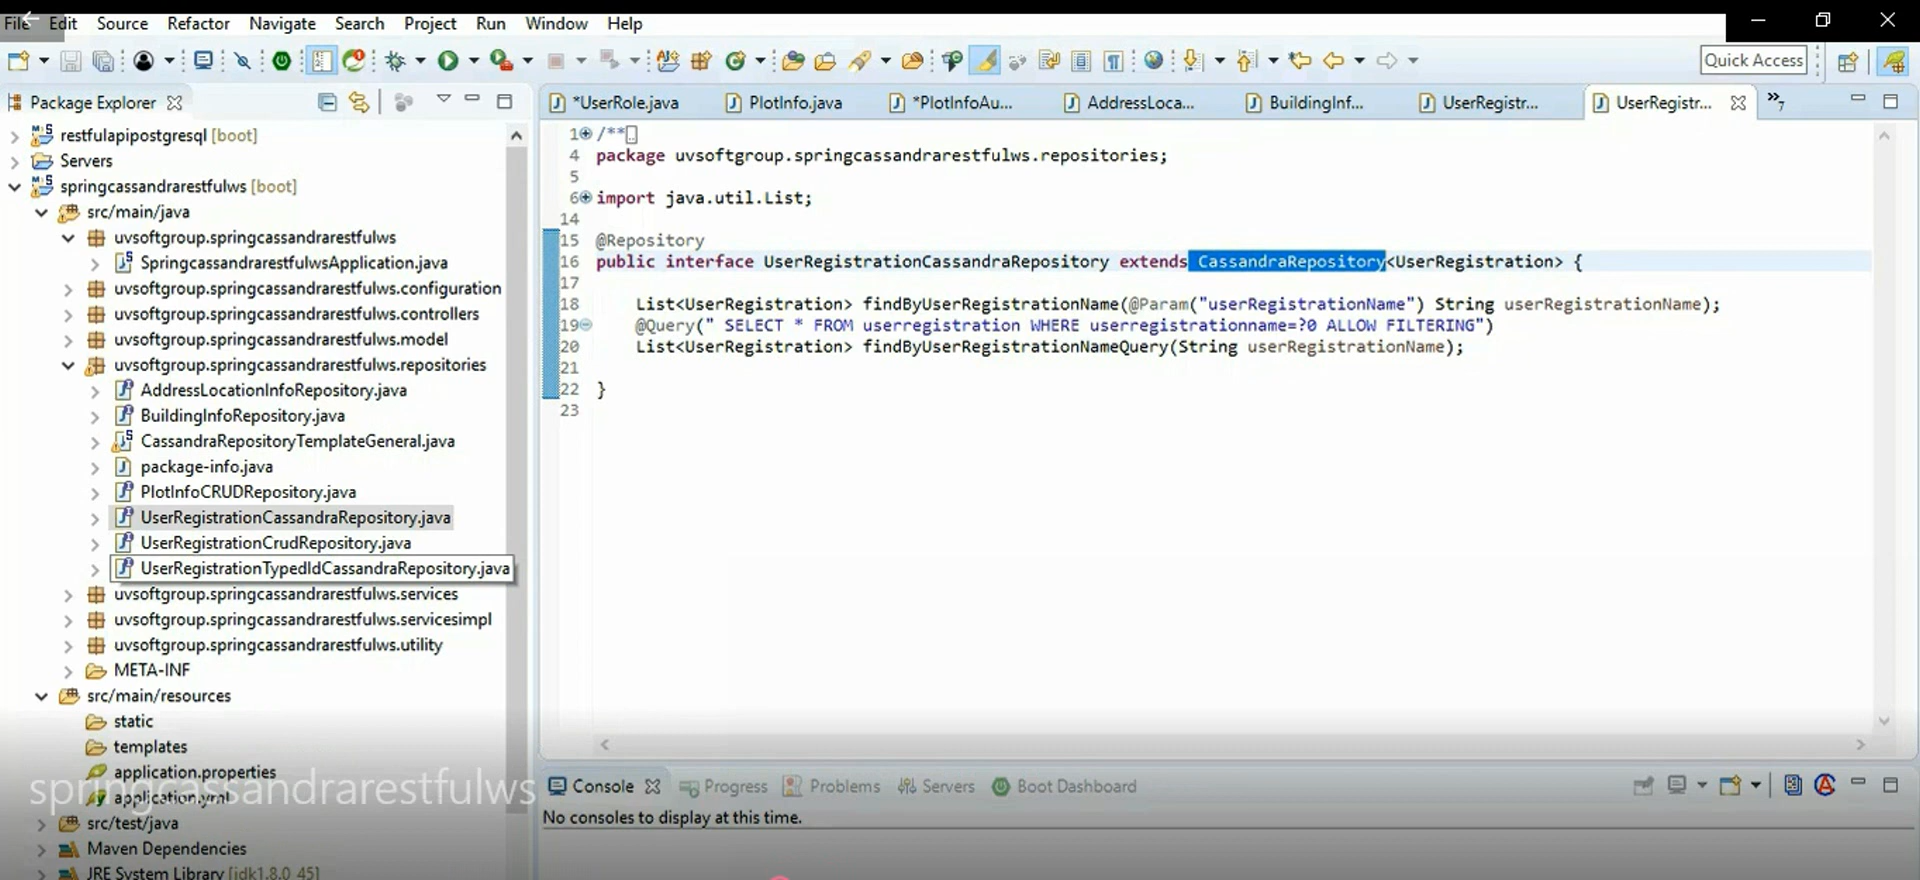 File Edit Source Refactor Navigate Search Project Run Window Help
Quick Access
Package Explorer
*UserRole.java PlotInfo.java *PlotInfoAu... AddressLoca... BuildingInf... UserRegistr... UserRegistr... »7
restfulapipostgresql [boot]
Servers
springcassandrarestfulws [boot]
src/main/java
uvsoftgroup.springcassandrarestfulws
SpringcassandrarestfulwsApplication.java
uvsoftgroup.springcassandrarestfulws.configuration
uvsoftgroup.springcassandrarestfulws.controllers
uvsoftgroup.springcassandrarestfulws.model
uvsoftgroup.springcassandrarestfulws.repositories
AddressLocationInfoRepository.java
BuildingInfoRepository.java
CassandraRepositoryTemplateGeneral.java
package-info.java
PlotInfoCRUDRepository.java
UserRegistrationCassandraRepository.java
UserRegistrationCrudRepository.java
UserRegistrationTypedIdCassandraRepository.java
uvsoftgroup.springcassandrarestfulws.services
uvsoftgroup.springcassandrarestfulws.servicesimpl
uvsoftgroup.springcassandrarestfulws.utility
META-INF
src/main/resources
static
templates
application.properties
application.yml
springcassandrarestfulws
src/test/java
Maven Dependencies
JRE System Library [jdk1.8.0_45]
1 /**
4 package uvsoftgroup.springcassandrarestfulws.repositories;
5
6 import java.util.List;
14
15 @Repository
16 public interface UserRegistrationCassandraRepository extends CassandraRepository<UserRegistration> {
17
18 List<UserRegistration> findByUserRegistrationName(@Param("userRegistrationName") String userRegistrationName);
19 @Query(" SELECT * FROM userregistration WHERE userregistrationname=?0 ALLOW FILTERING")
20 List<UserRegistration> findByUserRegistrationNameQuery(String userRegistrationName);
21
22 }
23
Console Progress Problems Servers Boot Dashboard
No consoles to display at this time.